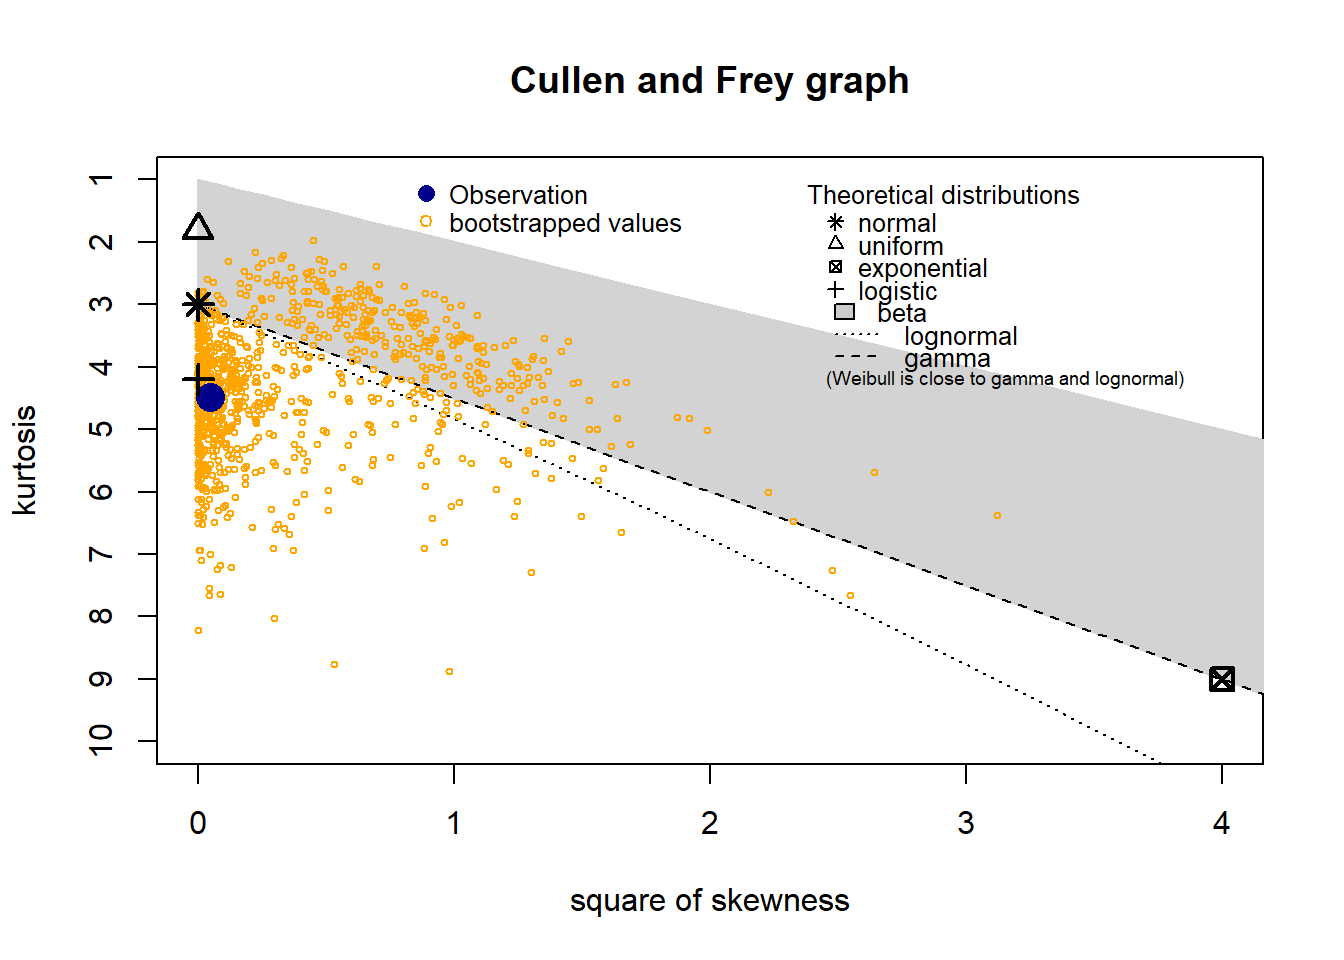 Cullen and Frey graph
Observation
bootstrapped values
Theoretical distributions
normal
uniform
exponential
logistic
beta
lognormal
gamma
(Weibull is close to gamma and lognormal)
kurtosis
1
2
3
4
5
6
7
8
9
10
0 1 2 3 4
square of skewness